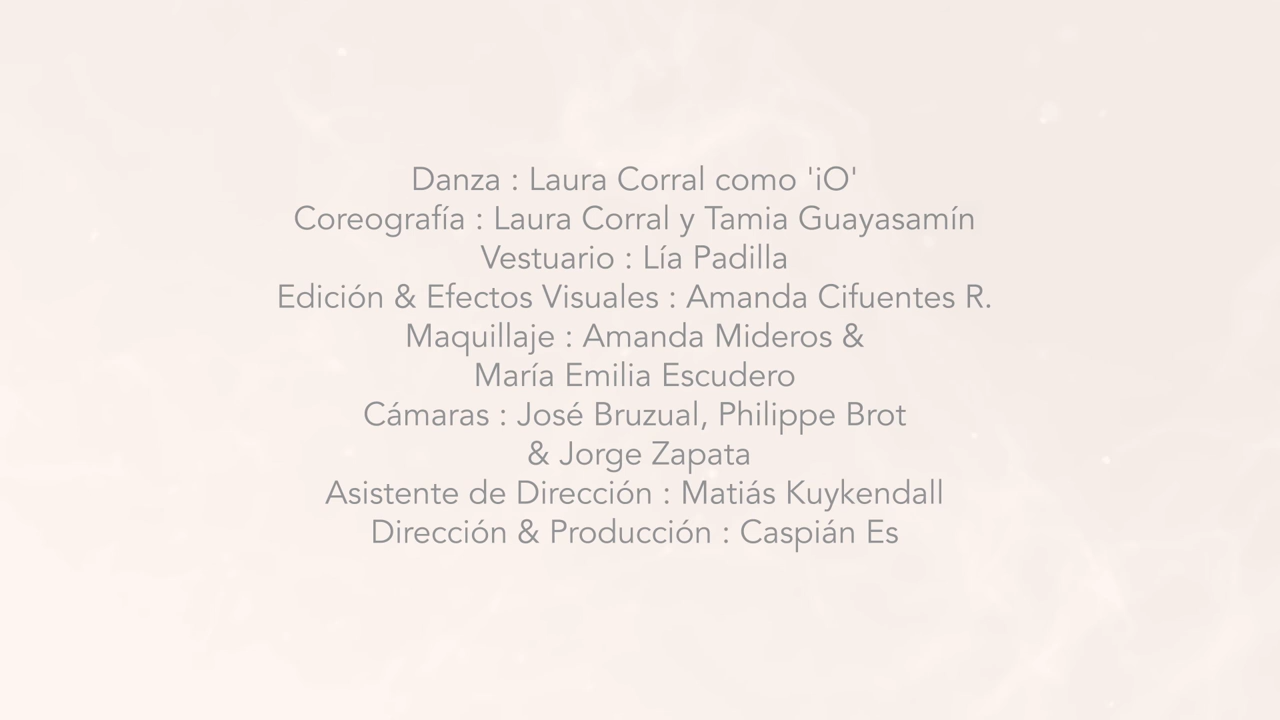 Danza : Laura Corral como 'iO'
Coreografía : Laura Corral y Tamia Guayasamín
Vestuario : Lía Padilla
Edición & Efectos Visuales : Amanda Cifuentes R.
Maquillaje : Amanda Mideros &
María Emilia Escudero
Cámaras : José Bruzual, Philippe Brot
& Jorge Zapata
Asistente de Dirección : Matiás Kuykendall
Dirección & Producción : Caspián Es